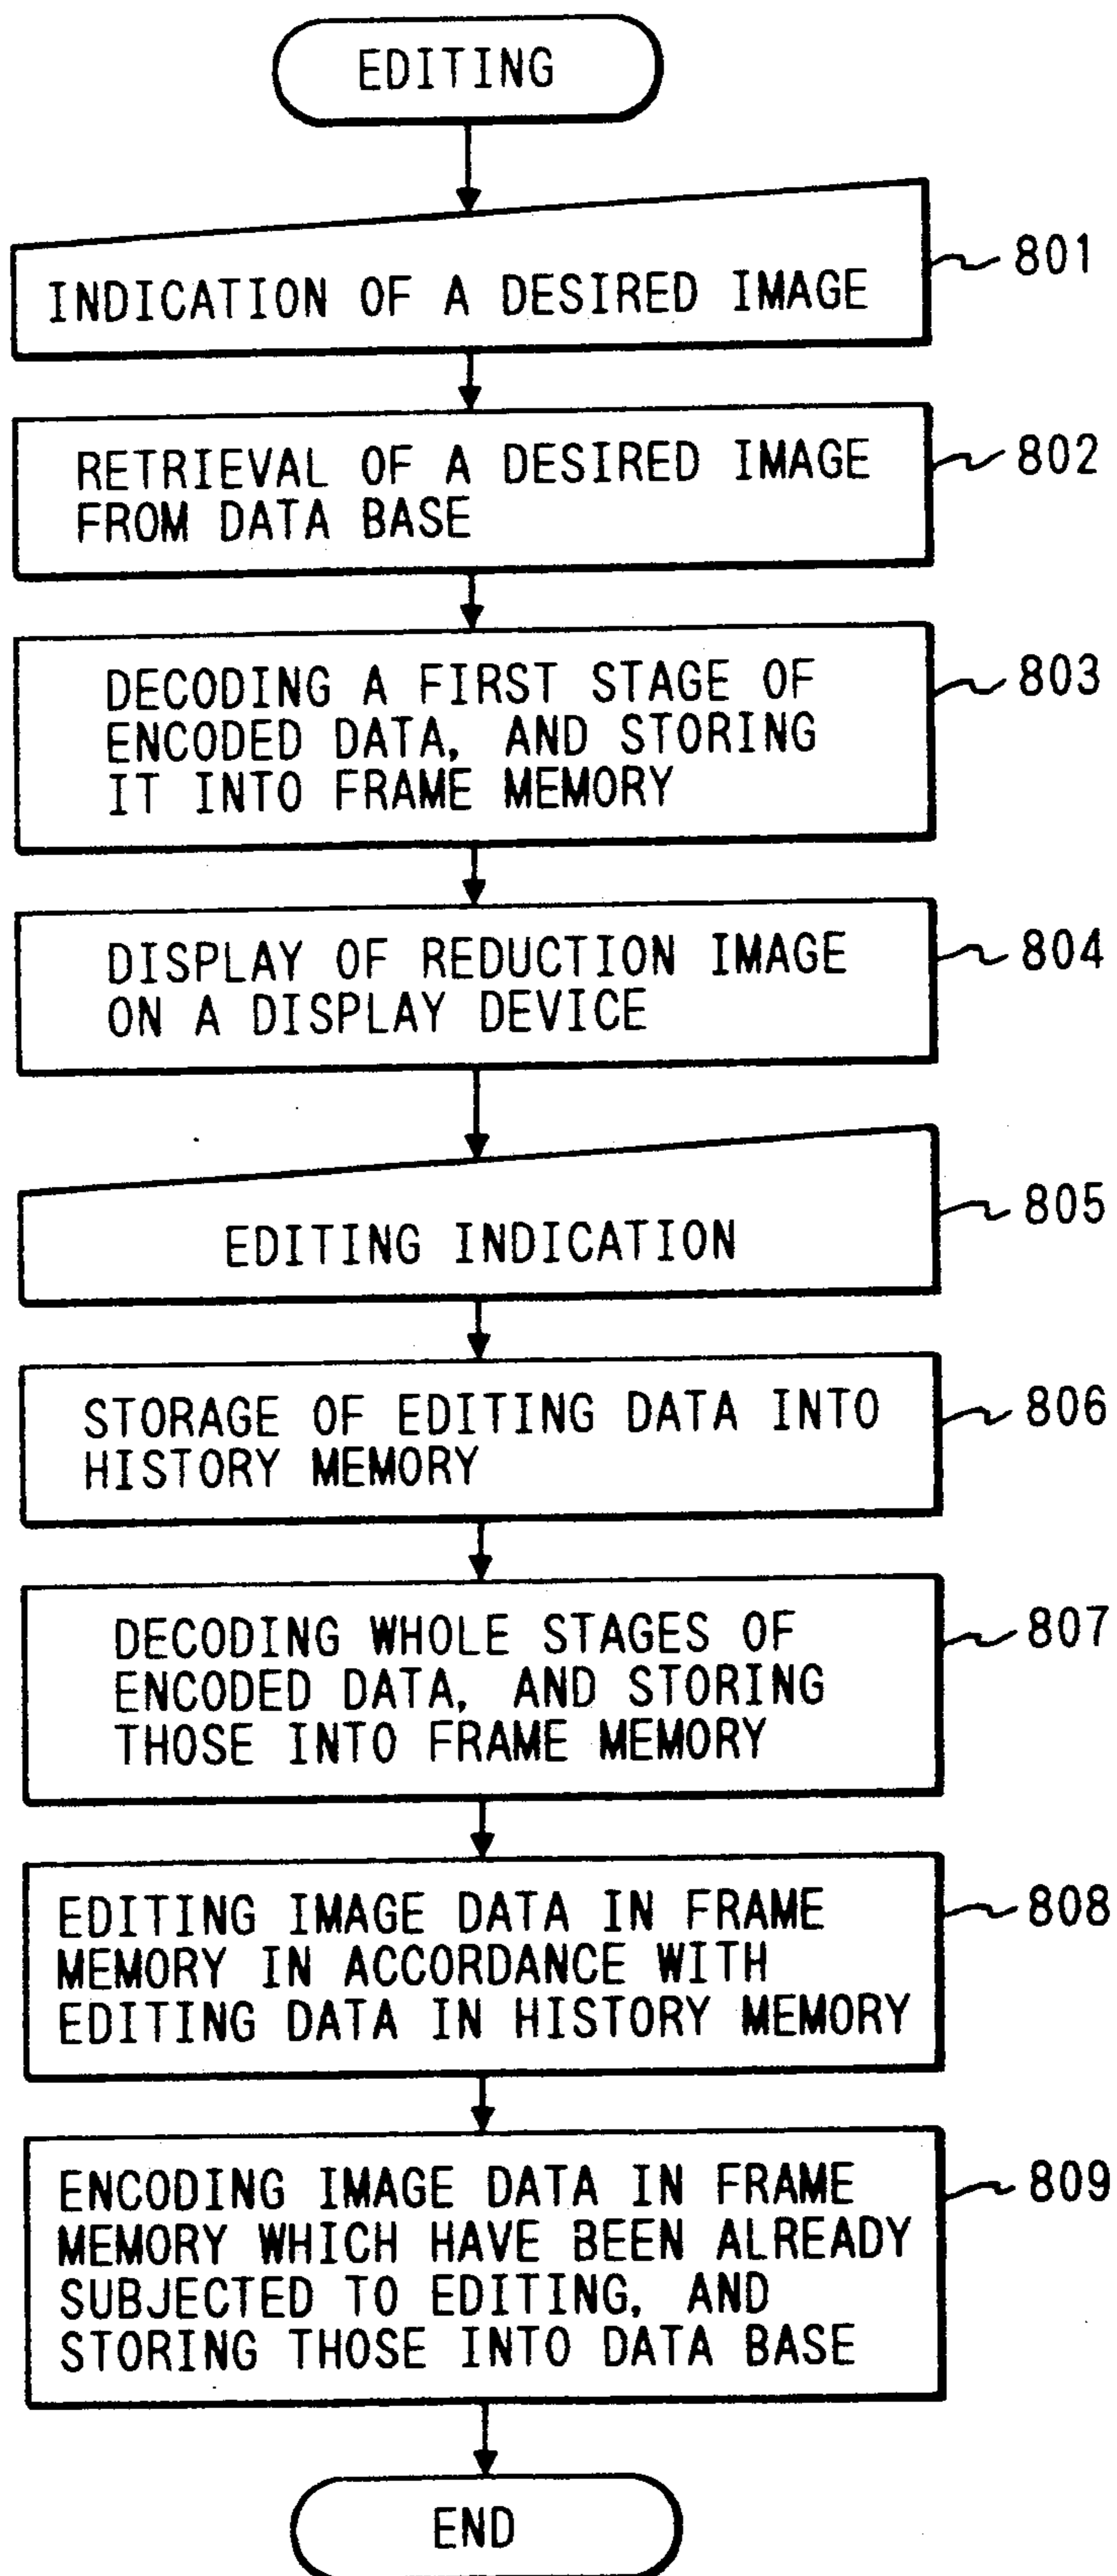 EDITING
INDICATION OF A DESIRED IMAGE
801
RETRIEVAL OF A DESIRED IMAGE
FROM DATA BASE
802
DECODING A FIRST STAGE OF
ENCODED DATA, AND STORING
IT INTO FRAME MEMORY
803
DISPLAY OF REDUCTION IMAGE
ON A DISPLAY DEVICE
804
EDITING INDICATION
805
STORAGE OF EDITING DATA INTO
HISTORY MEMORY
806
DECODING WHOLE STAGES OF
ENCODED DATA, AND STORING
THOSE INTO FRAME MEMORY
807
EDITING IMAGE DATA IN FRAME
MEMORY IN ACCORDANCE WITH
EDITING DATA IN HISTORY MEMORY
808
ENCODING IMAGE DATA IN FRAME
MEMORY WHICH HAVE BEEN ALREADY
SUBJECTED TO EDITING, AND
STORING THOSE INTO DATA BASE
809
END